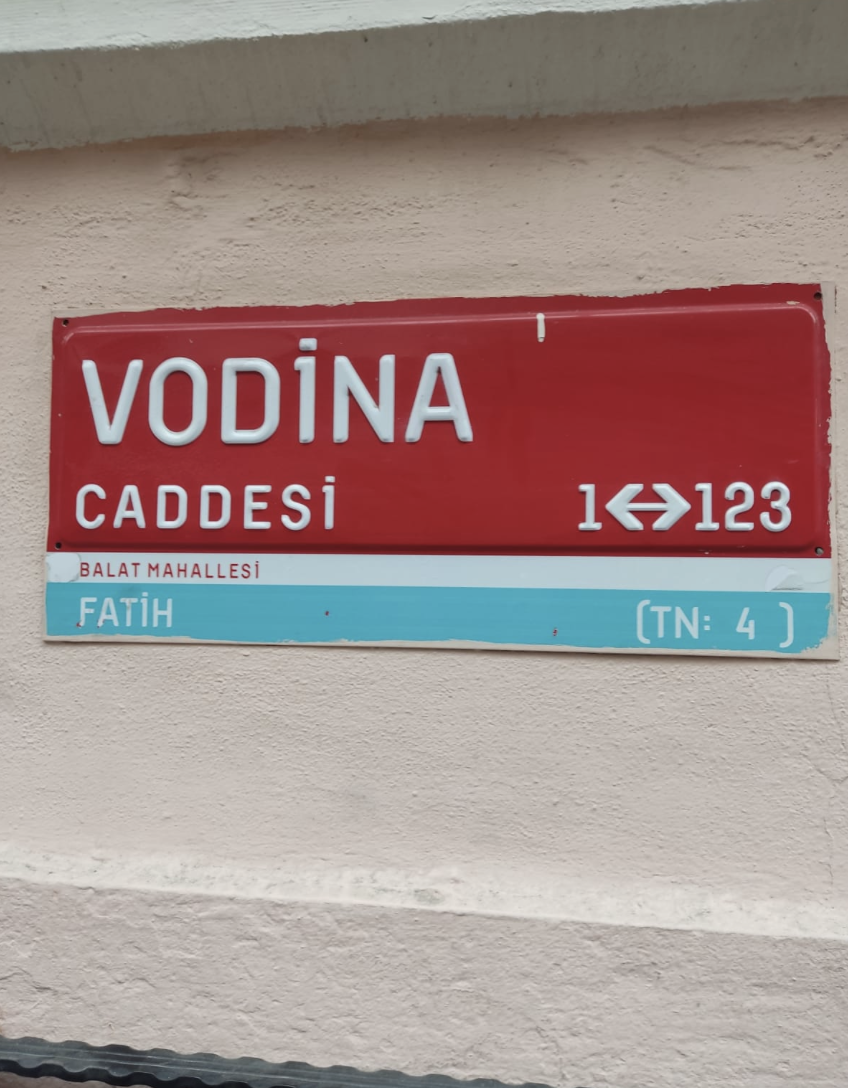 VODİNA
CADDESİ
1↔123
BALAT MAHALLESİ
FATİH
(TN: 4 )